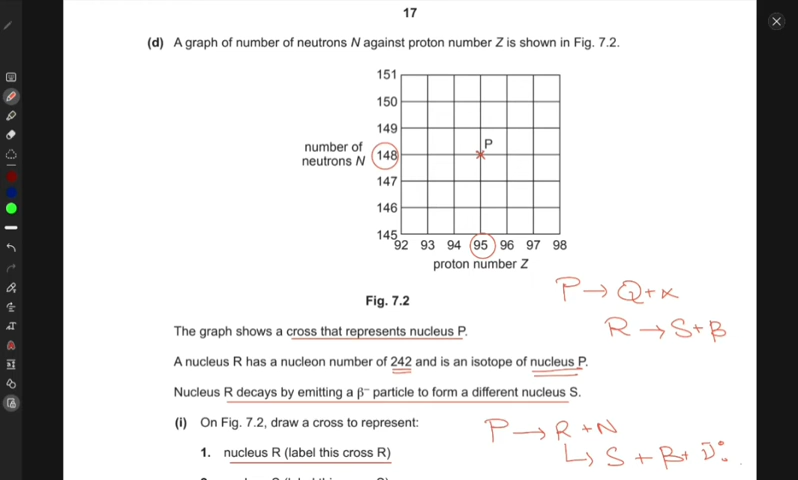 17
(d) A graph of number of neutrons N against proton number Z is shown in Fig. 7.2.
151
150
149
number of
neutrons N
148
P
147
146
145
92 93 94 95 96 97 98
proton number Z
Fig. 7.2
P → Q + α
R → S + β
The graph shows a cross that represents nucleus P.
A nucleus R has a nucleon number of 242 and is an isotope of nucleus P.
Nucleus R decays by emitting a β⁻ particle to form a different nucleus S.
(i) On Fig. 7.2, draw a cross to represent:
P → R + N
↳ S + β +
1. nucleus R (label this cross R)